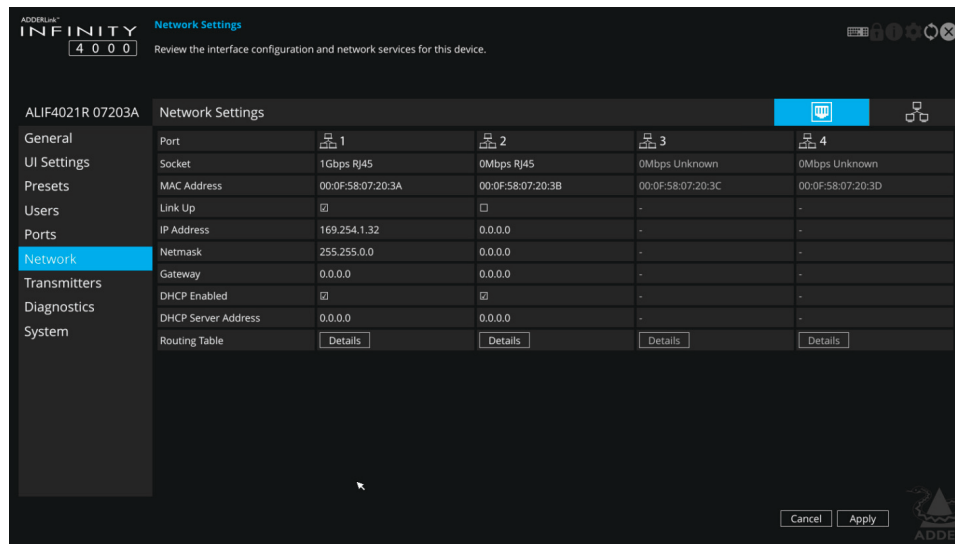 ADDERLink™
INFINITY
4000
Network Settings
Review the interface configuration and network services for this device.
ALIF4021R 07203A
Network Settings
General
UI Settings
Presets
Users
Ports
Network
Transmitters
Diagnostics
System
Port 1 2 3 4
Socket 1Gbps RJ45 0Mbps RJ45 0Mbps Unknown 0Mbps Unknown
MAC Address 00:0F:58:07:20:3A 00:0F:58:07:20:3B 00:0F:58:07:20:3C 00:0F:58:07:20:3D
Link Up ☑ ☐ - -
IP Address 169.254.1.32 0.0.0.0 - -
Netmask 255.255.0.0 0.0.0.0 - -
Gateway 0.0.0.0 0.0.0.0 - -
DHCP Enabled ☑ ☑ - -
DHCP Server Address 0.0.0.0 0.0.0.0 - -
Routing Table Details Details Details Details
Cancel Apply
ADDE